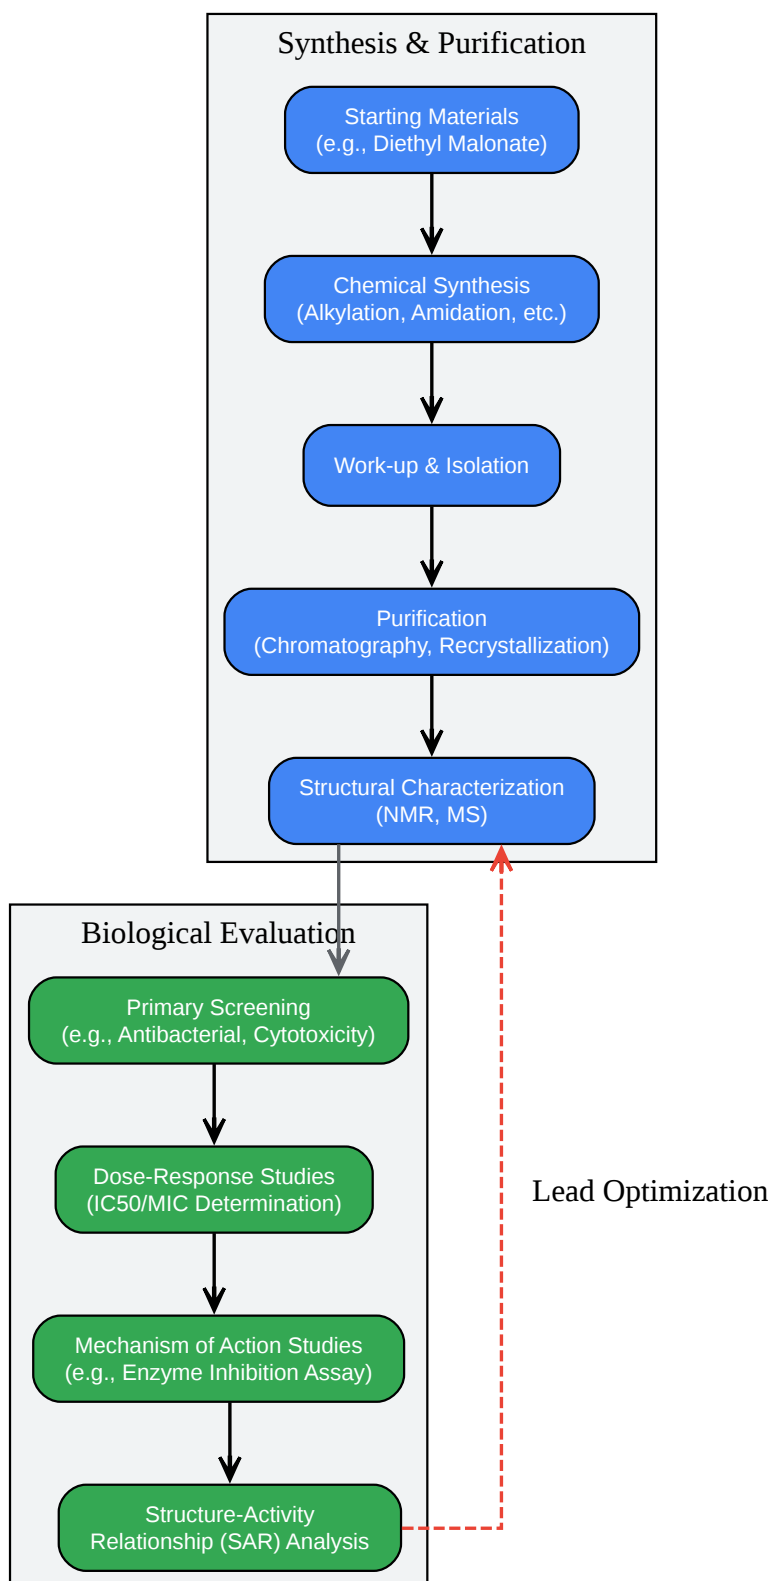 Synthesis & Purification
Starting Materials
(e.g., Diethyl Malonate)
Chemical Synthesis
(Alkylation, Amidation, etc.)
Work-up & Isolation
Purification
(Chromatography, Recrystallization)
Structural Characterization
(NMR, MS)
Biological Evaluation
Primary Screening
(e.g., Antibacterial, Cytotoxicity)
Dose-Response Studies
(IC50/MIC Determination)
Lead Optimization
Mechanism of Action Studies
(e.g., Enzyme Inhibition Assay)
Structure-Activity
Relationship (SAR) Analysis